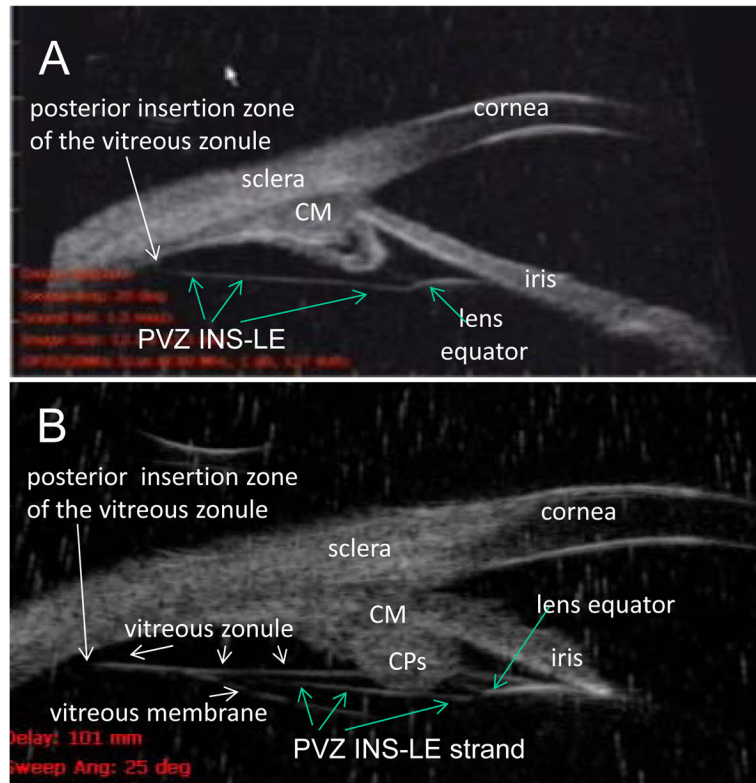 A
posterior insertion zone
of the vitreous zonule
cornea
sclera
CM
iris
PVZ INS-LE
lens
equator
B
posterior insertion zone
of the vitreous zonule
cornea
sclera
lens equator
CM
vitreous zonule
CPs
iris
vitreous membrane
PVZ INS-LE strand
Delay: 101 mm
Sweep Ang: 25 deg